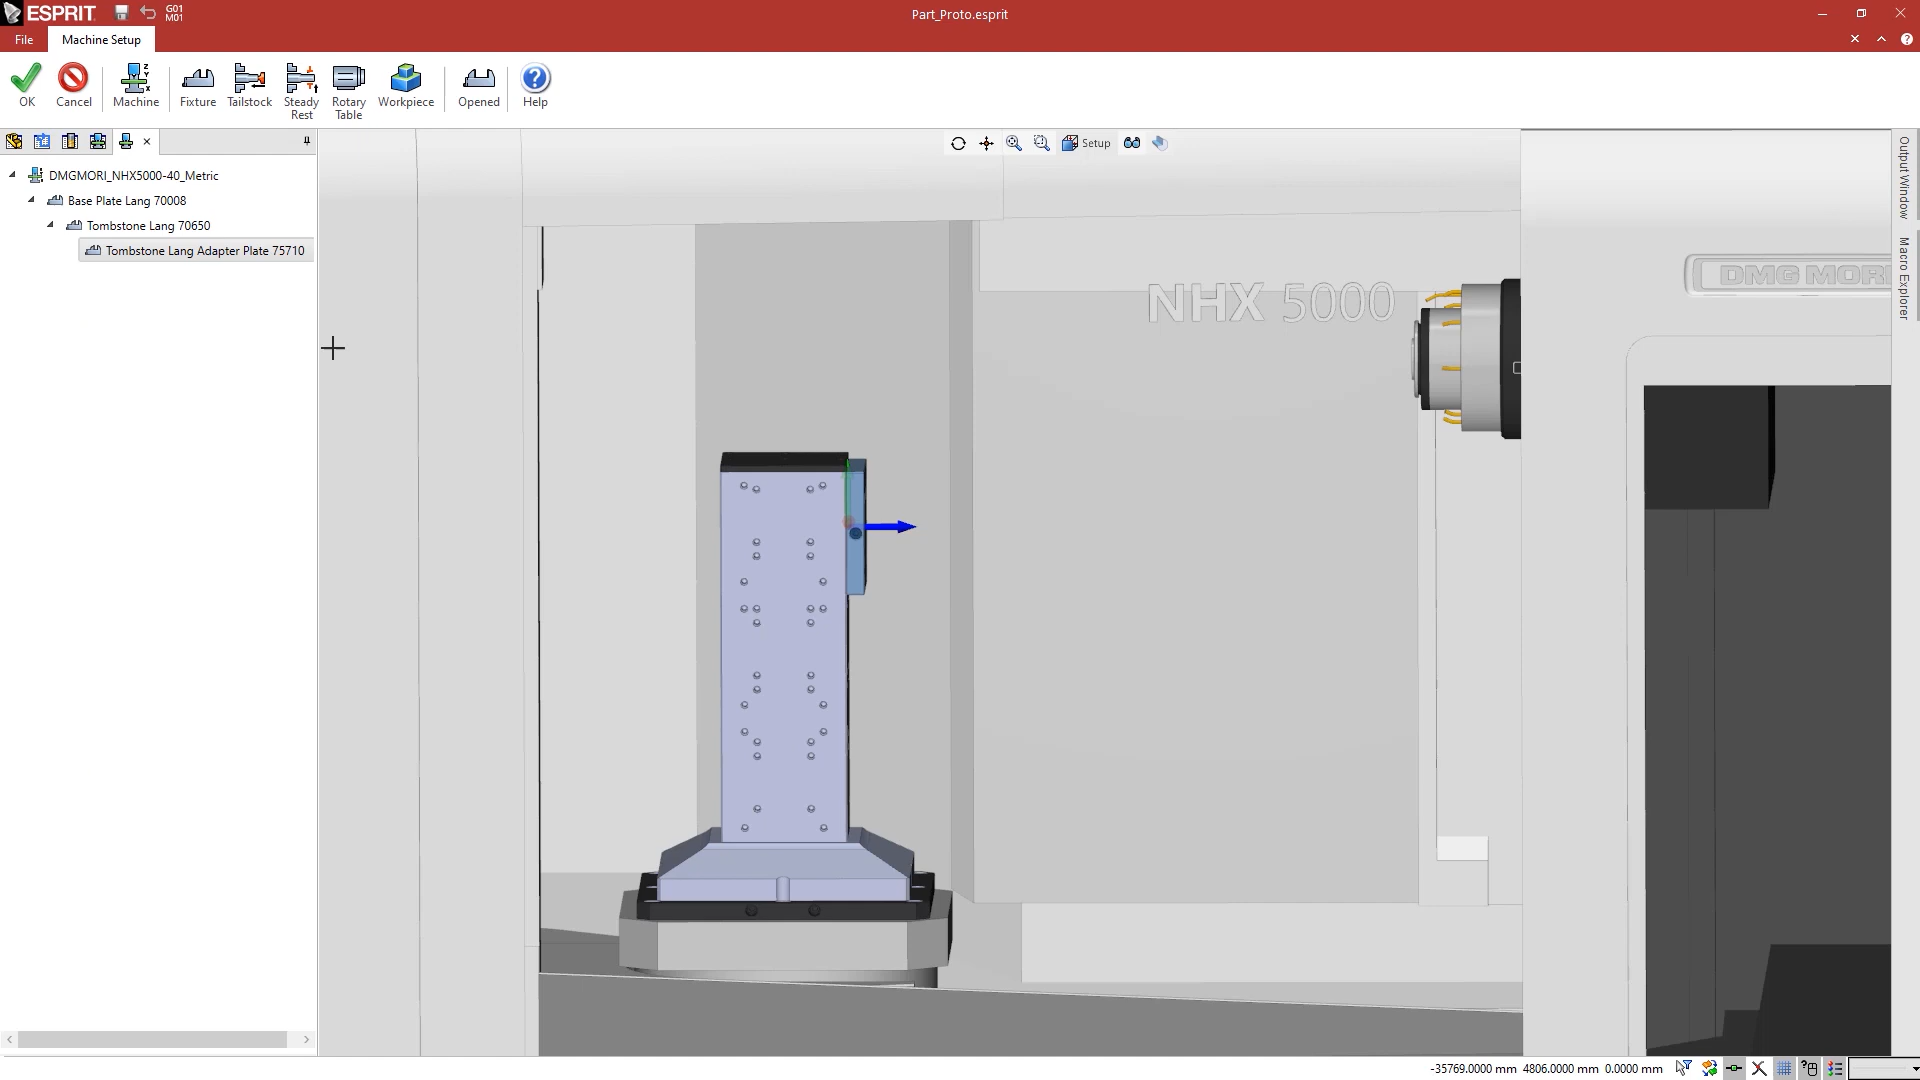 ESPRIT
G01
M01
Part_Proto.esprit
File
Machine Setup
OK
Cancel
Machine
Fixture
Tailstock
Steady
Rest
Rotary
Table
Workpiece
Opened
Help
Setup
DMGMORI_NHX5000-40_Metric
Base Plate Lang 70008
Tombstone Lang 70650
Tombstone Lang Adapter Plate 75710
NHX 5000
DMG MORI
Output Window
Macro Explorer
-35769.0000 mm 4806.0000 mm 0.0000 mm